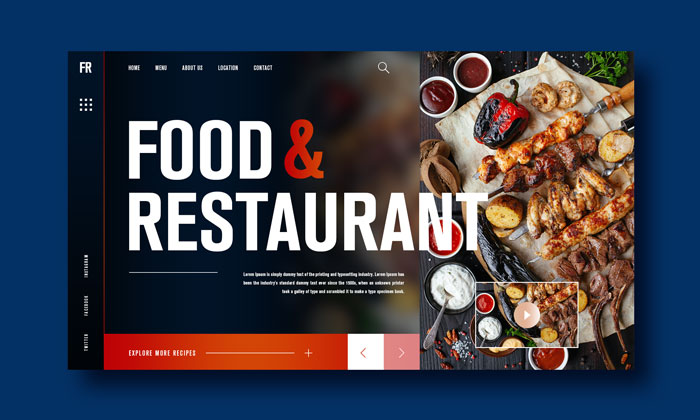 FR
HOME MENU ABOUT US LOCATION CONTACT
FOOD &
RESTAURANT
Lorem Ipsum is simply dummy text of the printing and typesetting industry. Lorem Ipsum has
been the industry's standard dummy text ever since the 1500s, when an unknown printer
took a galley of type and scrambled it to make a type specimen book.
INSTAGRAM
FACEBOOK
TWITTER
EXPLORE MORE RECIPES